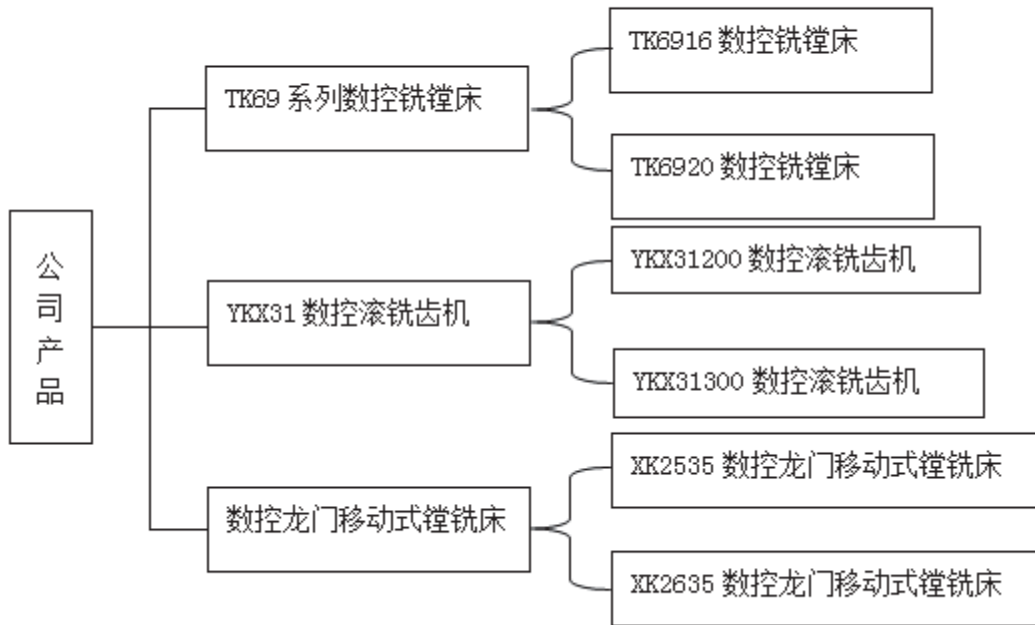 公司产品
TK69 系列数控铣镗床
TK6916 数控铣镗床
TK6920 数控铣镗床
YKX31 数控滚铣齿机
YKX31200 数控滚铣齿机
YKX31300 数控滚铣齿机
数控龙门移动式镗铣床
XK2535 数控龙门移动式镗铣床
XK2635 数控龙门移动式镗铣床